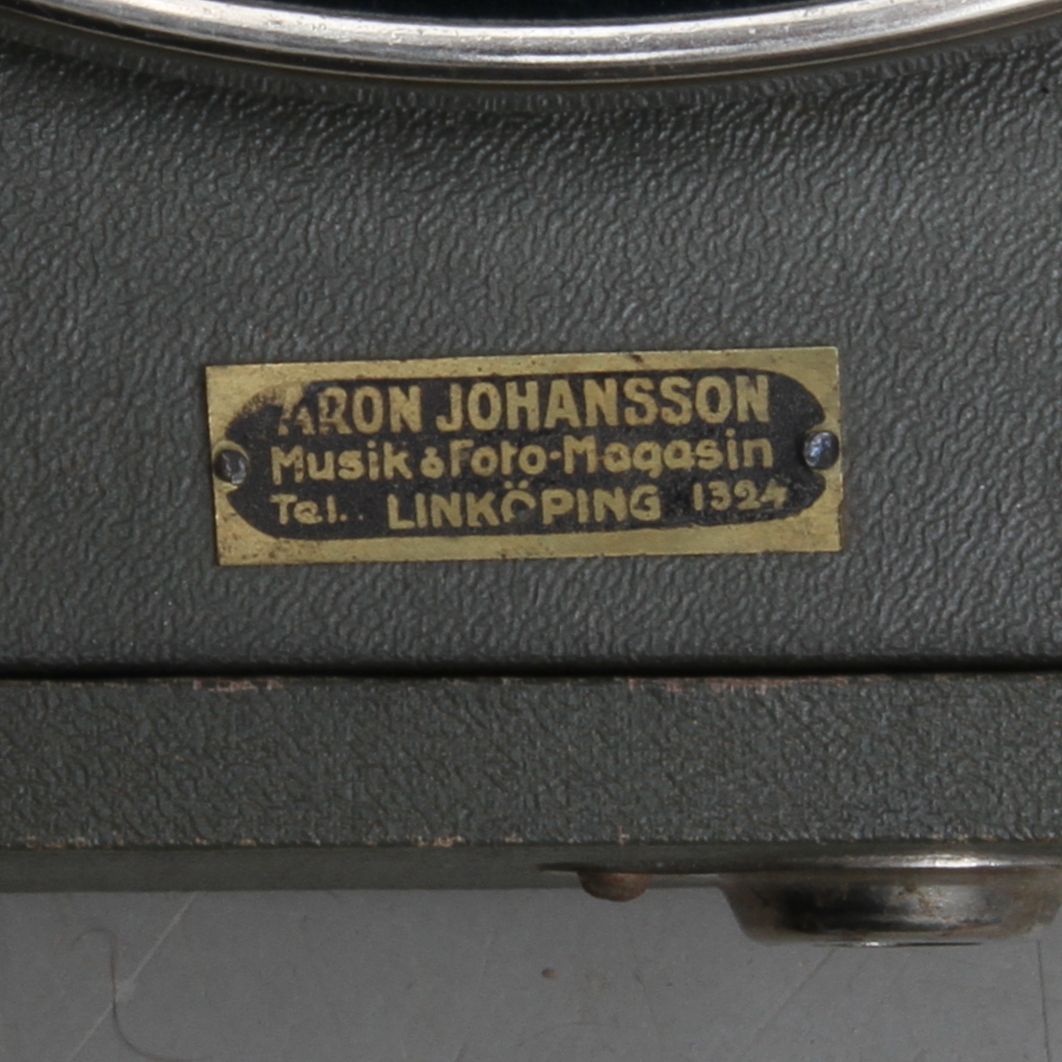 ARON JOHANSSON
Musik & Foto-Magasin
Tel.. LINKÖPING 1324